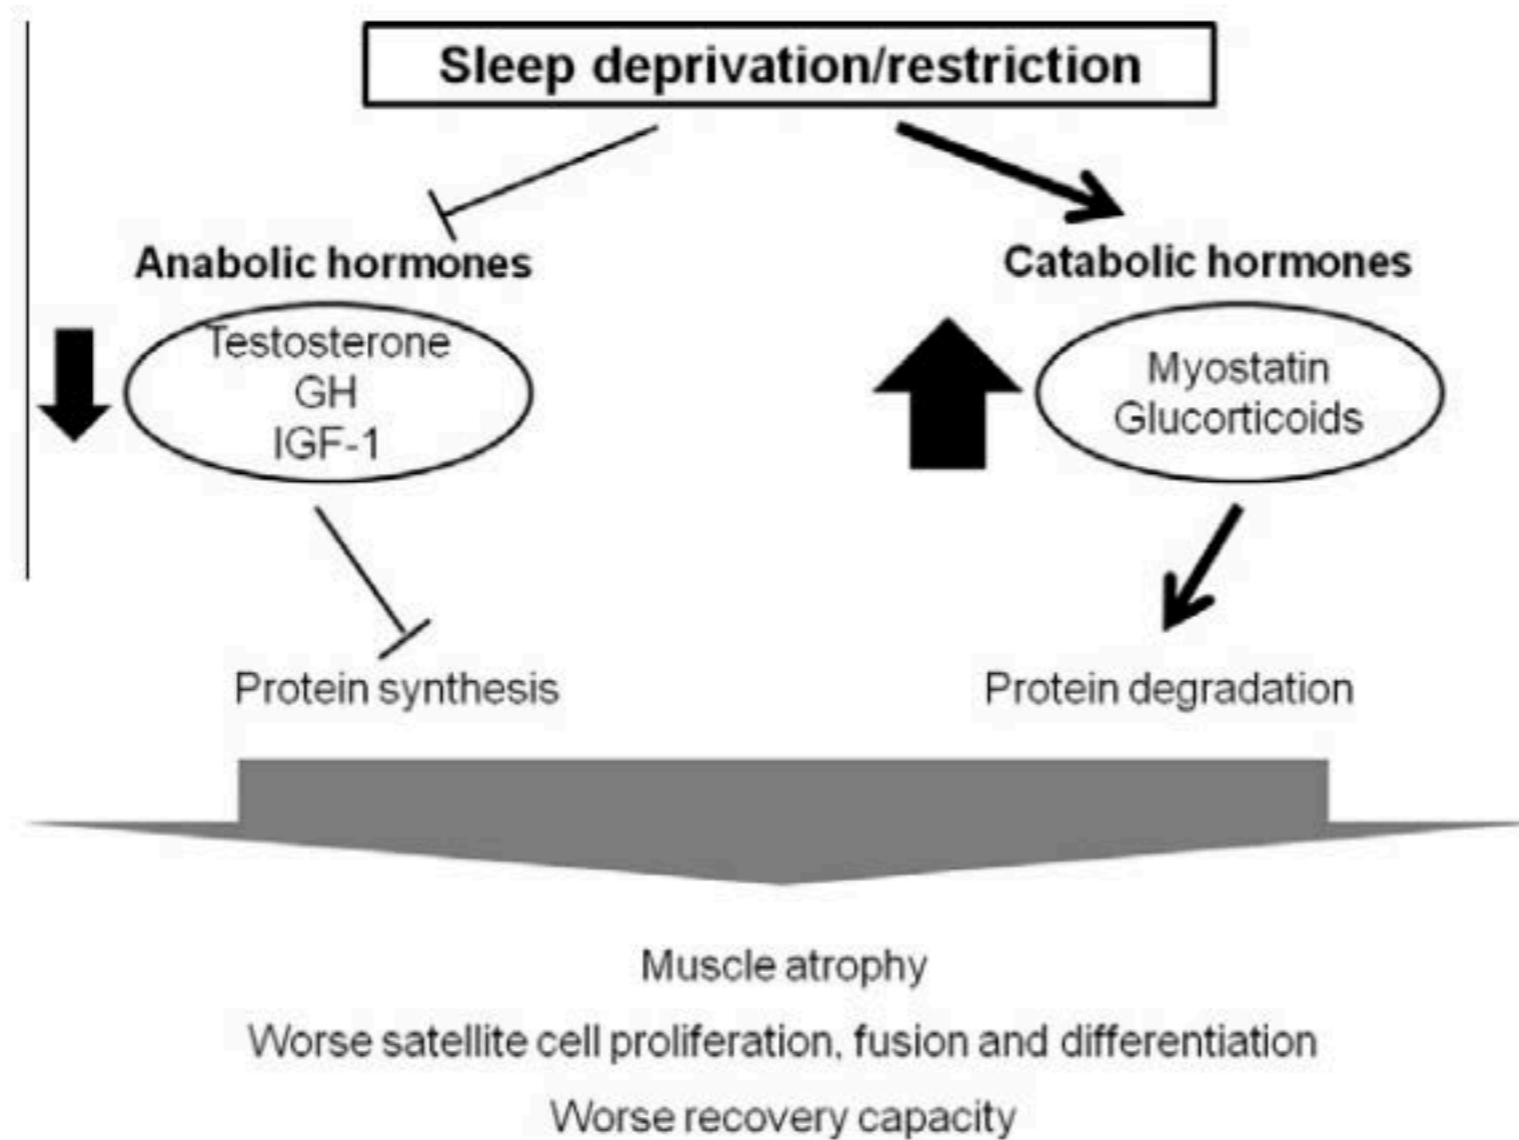 Sleep deprivation/restriction
Anabolic hormones
Testosterone
GH
IGF-1
Catabolic hormones
Myostatin
Glucorticoids
Protein synthesis
Protein degradation
Muscle atrophy
Worse satellite cell proliferation, fusion and differentiation
Worse recovery capacity